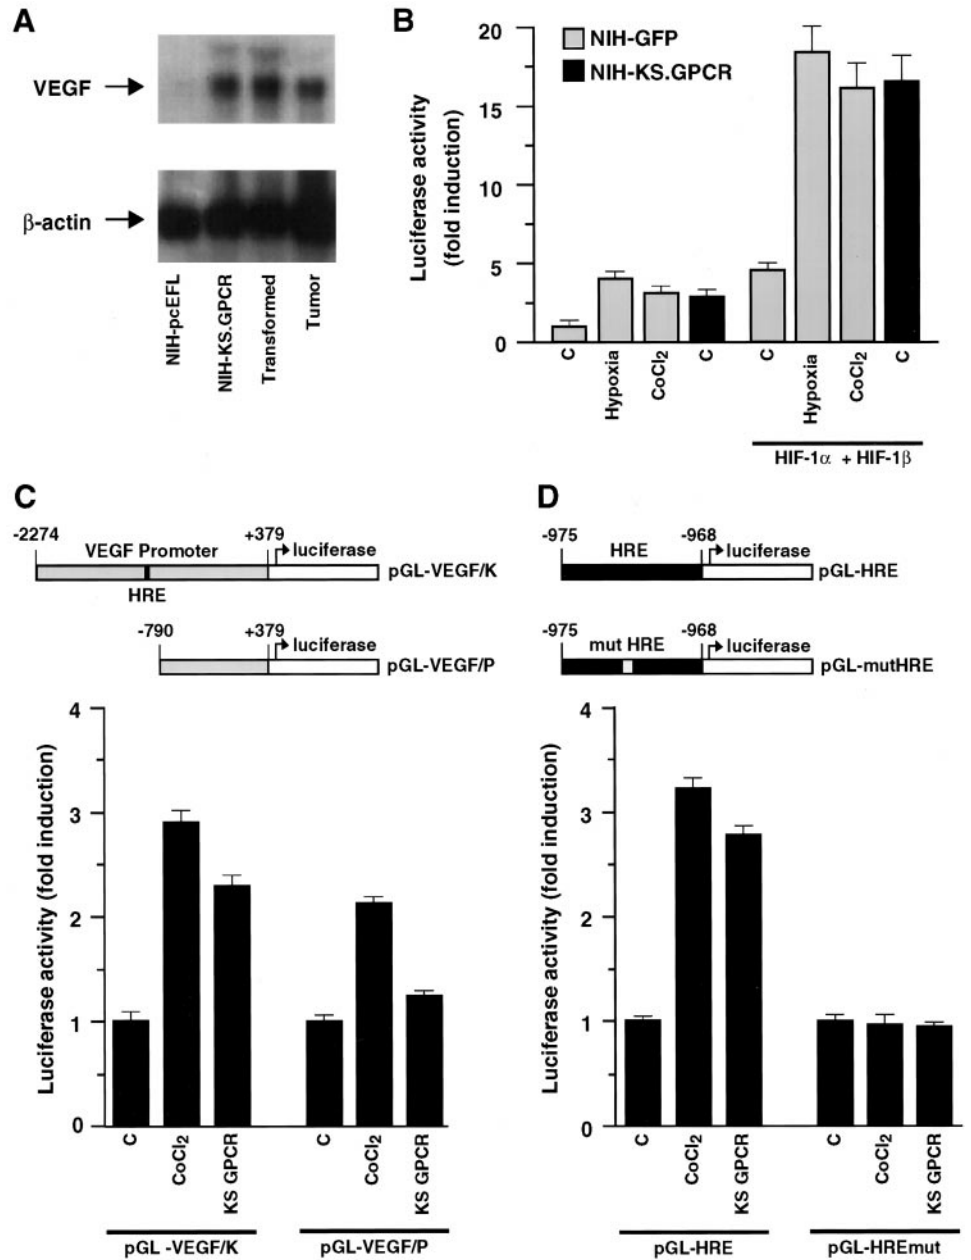 A
VEGF
β-actin
NIH-pcEFL
NIH-KS.GPCR
Transformed
Tumor
B
NIH-GFP
NIH-KS.GPCR
Luciferase activity
(fold induction)
20
15
10
5
0
C
Hypoxia
CoCl2
C
C
Hypoxia
CoCl2
C
HIF-1α + HIF-1β
C
-2274
+379
VEGF Promoter
luciferase
pGL-VEGF/K
HRE
-790
+379
luciferase
pGL-VEGF/P
Luciferase activity (fold induction)
4
3
2
1
0
C
CoCl2
KS GPCR
C
CoCl2
KS GPCR
pGL -VEGF/K
pGL-VEGF/P
D
-975
-968
HRE
luciferase
pGL-HRE
-975
-968
mut HRE
luciferase
pGL-mutHRE
Luciferase activity (fold induction)
4
3
2
1
0
C
CoCl2
KS GPCR
C
CoCl2
KS GPCR
pGL-HRE
pGL-HREmut